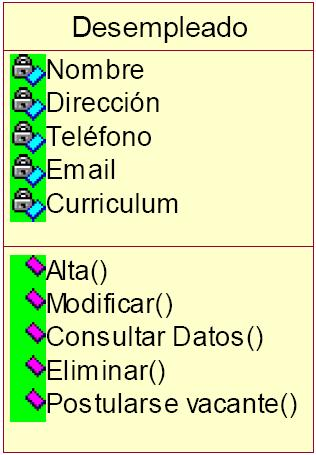 Desempleado
Nombre
Dirección
Teléfono
Email
Curriculum
Alta()
Modificar()
Consultar Datos()
Eliminar()
Postularse vacante()